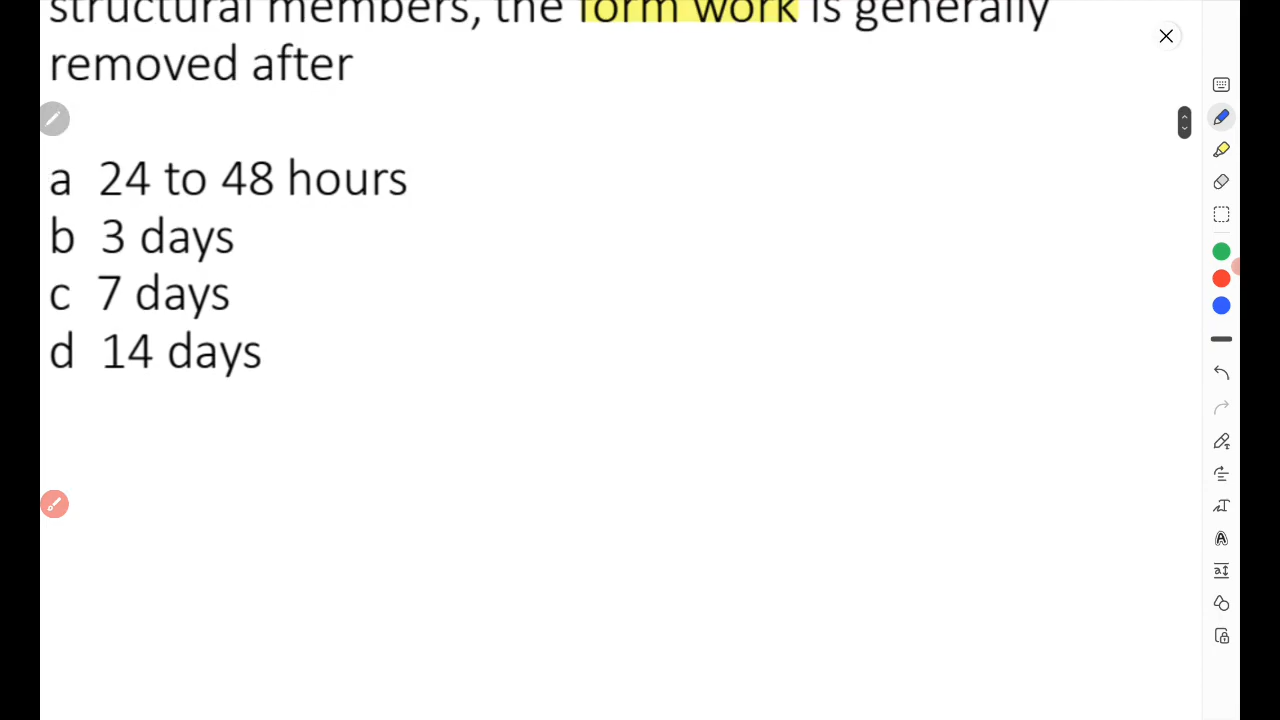 structural members, the form work is generally
removed after
a 24 to 48 hours
b 3 days
c 7 days
d 14 days